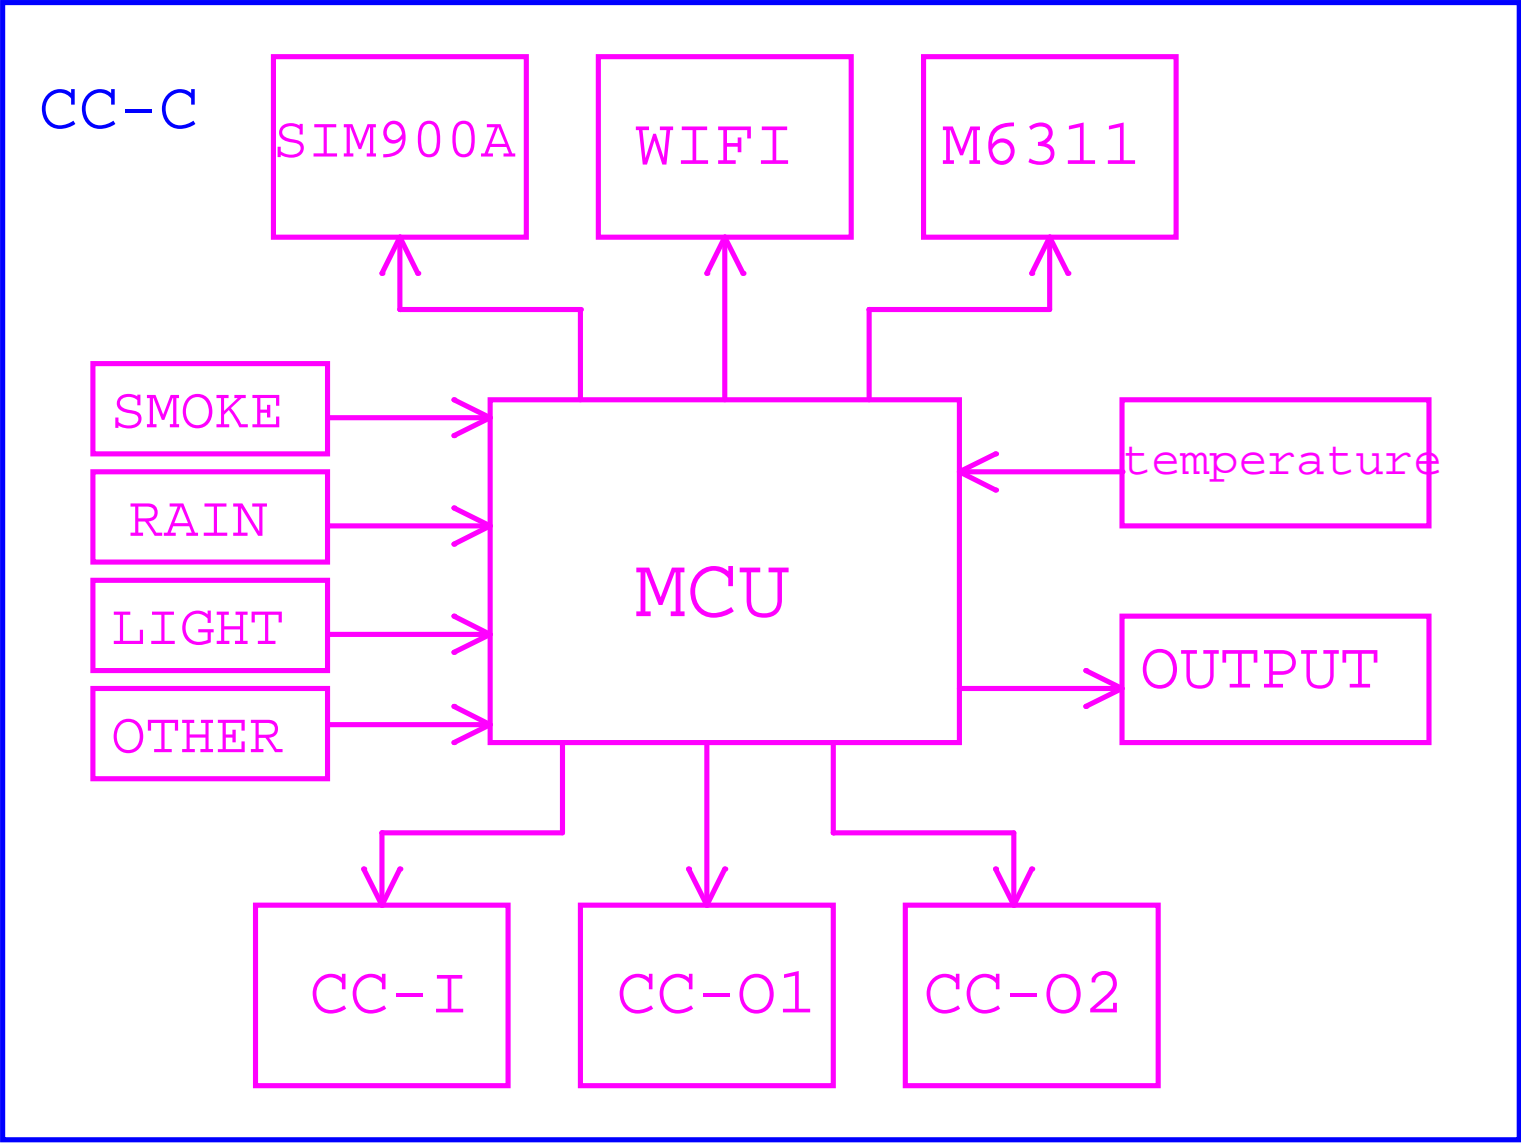 CC-C
SIM900A
WIFI
M6311
SMOKE
RAIN
LIGHT
OTHER
MCU
temperature
OUTPUT
CC-I
CC-O1
CC-O2